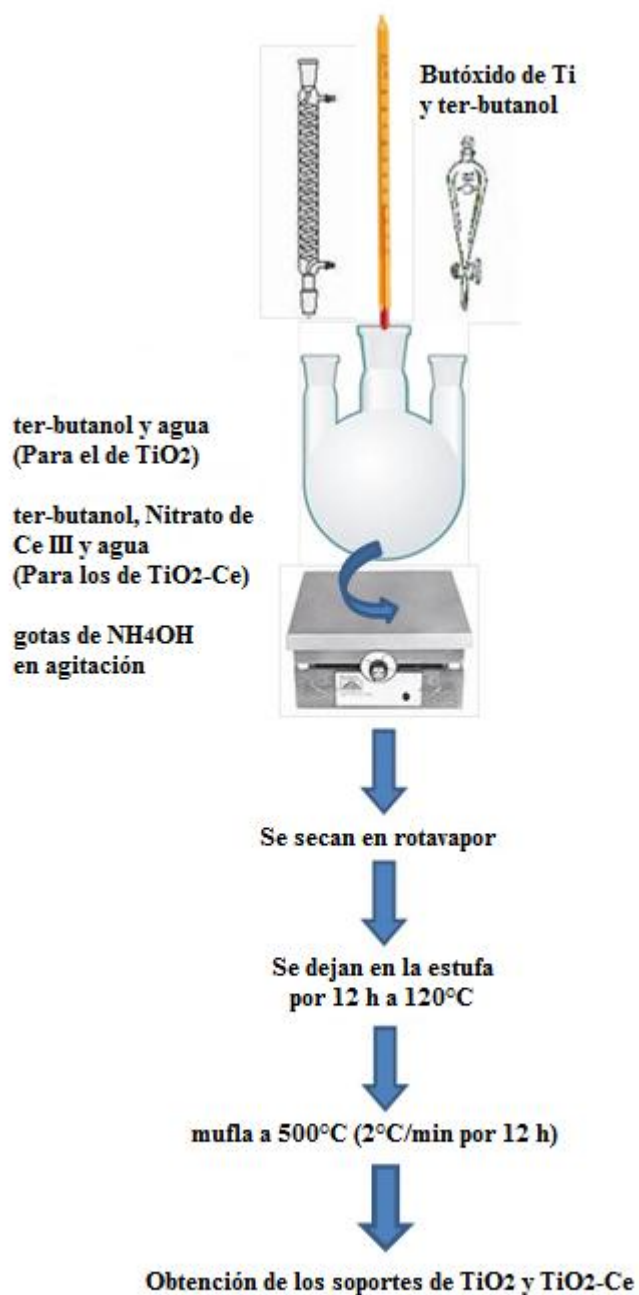 Butóxido de Ti
y ter-butanol
ter-butanol y agua
(Para el de TiO2)
ter-butanol, Nitrato de
Ce III y agua
(Para los de TiO2-Ce)
gotas de NH4OH
en agitación
Se secan en rotavapor
Se dejan en la estufa
por 12 h a 120°C
mufla a 500°C (2°C/min por 12 h)
Obtención de los soportes de TiO2 y TiO2-Ce